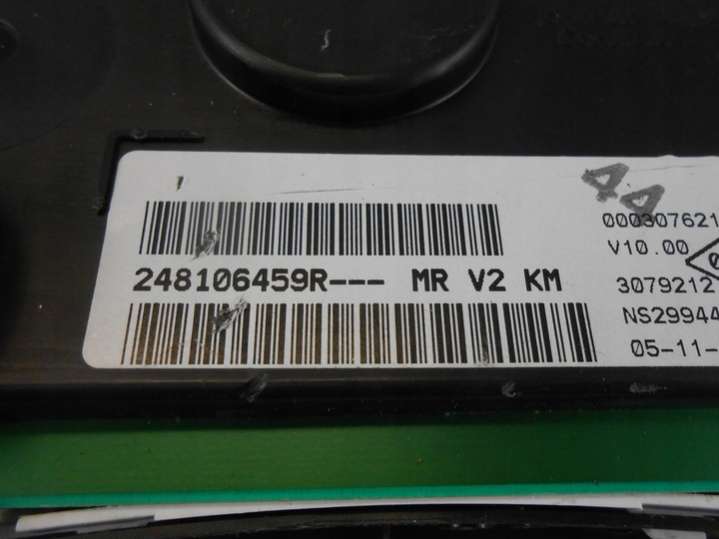 44
000307621
V10.00
248106459R--- MR V2 KM
3079212
NS29944
05-11-